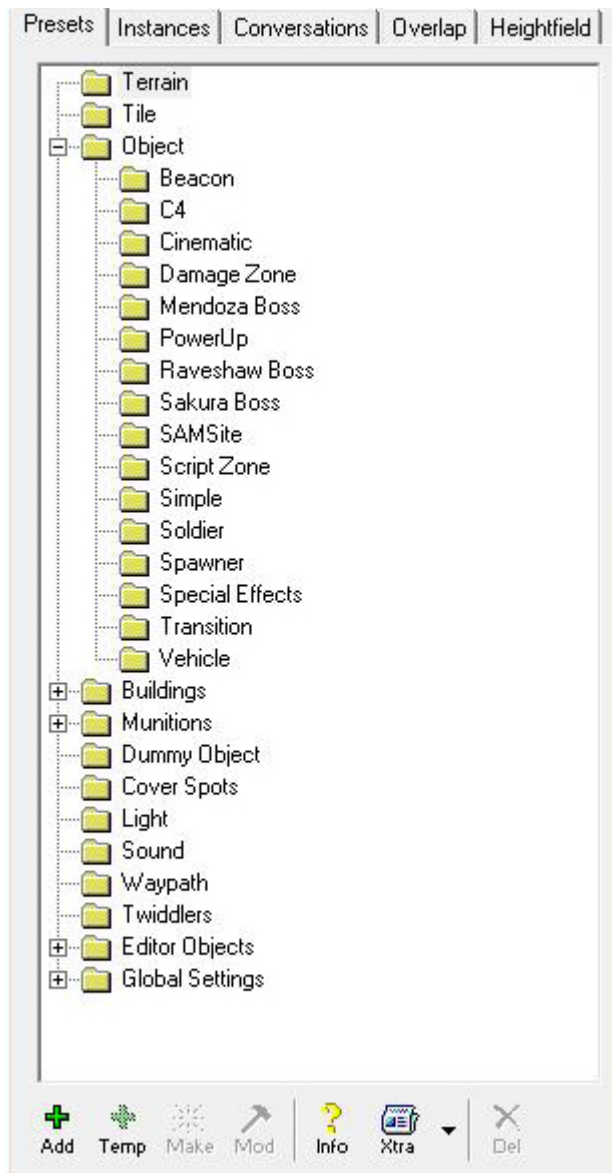 Presets Instances Conversations Overlap Heightfield
Terrain
Tile
Object
Beacon
C4
Cinematic
Damage Zone
Mendoza Boss
PowerUp
Raveshaw Boss
Sakura Boss
SAMSite
Script Zone
Simple
Soldier
Spawner
Special Effects
Transition
Vehicle
Buildings
Munitions
Dummy Object
Cover Spots
Light
Sound
Waypath
Twiddlers
Editor Objects
Global Settings
Add Temp Make Mod Info Xtra Del